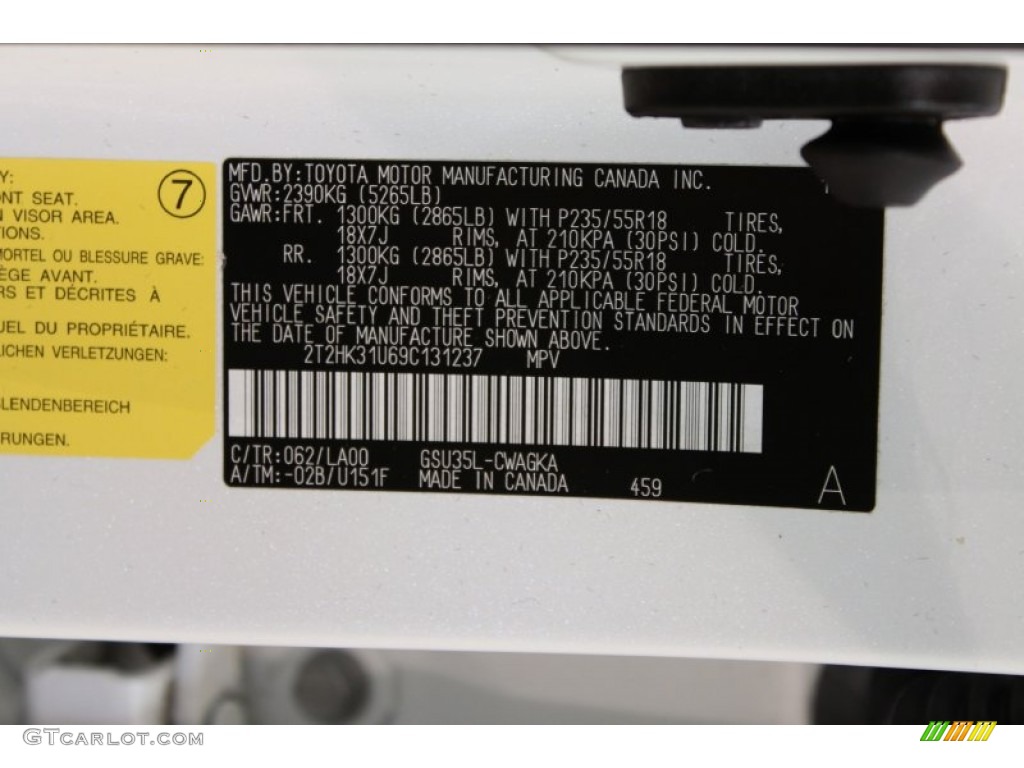 Y:
NT SEAT.
N VISOR AREA.
TIONS.
MORTEL OU BLESSURE GRAVE:
ÈGE AVANT.
RS ET DÉCRITES À
UEL DU PROPRIÉTAIRE.
ICHEN VERLETZUNGEN:
LENDENBEREICH
RUNGEN.
7
MFD.BY:TOYOTA MOTOR MANUFACTURING CANADA INC.
GVWR:2390KG (5265LB)
GAWR:FRT. 1300KG (2865LB) WITH P235/55R18 TIRES,
18X7J RIMS, AT 210KPA (30PSI) COLD.
RR. 1300KG (2865LB) WITH P235/55R18 TIRES,
18X7J RIMS, AT 210KPA (30PSI) COLD.
THIS VEHICLE CONFORMS TO ALL APPLICABLE FEDERAL MOTOR
VEHICLE SAFETY AND THEFT PREVENTION STANDARDS IN EFFECT ON
THE DATE OF MANUFACTURE SHOWN ABOVE.
2T2HK31U69C131237 MPV
C/TR:062/LA00 GSU35L-CWAGKA
A/TM:-02B/U151F MADE IN CANADA 459
A
GTCarLot.com